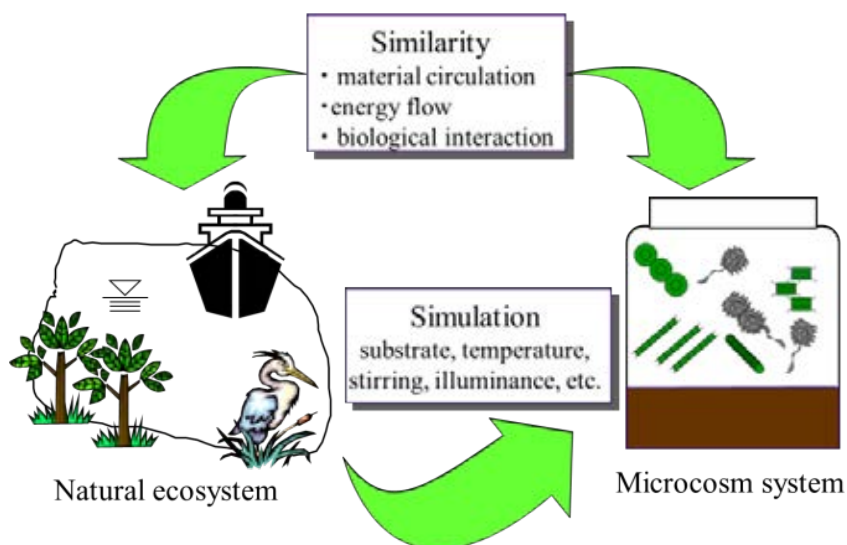 Similarity
・ material circulation
・energy flow
・ biological interaction
Simulation
substrate, temperature,
stirring, illuminance, etc.
Natural ecosystem
Microcosm system